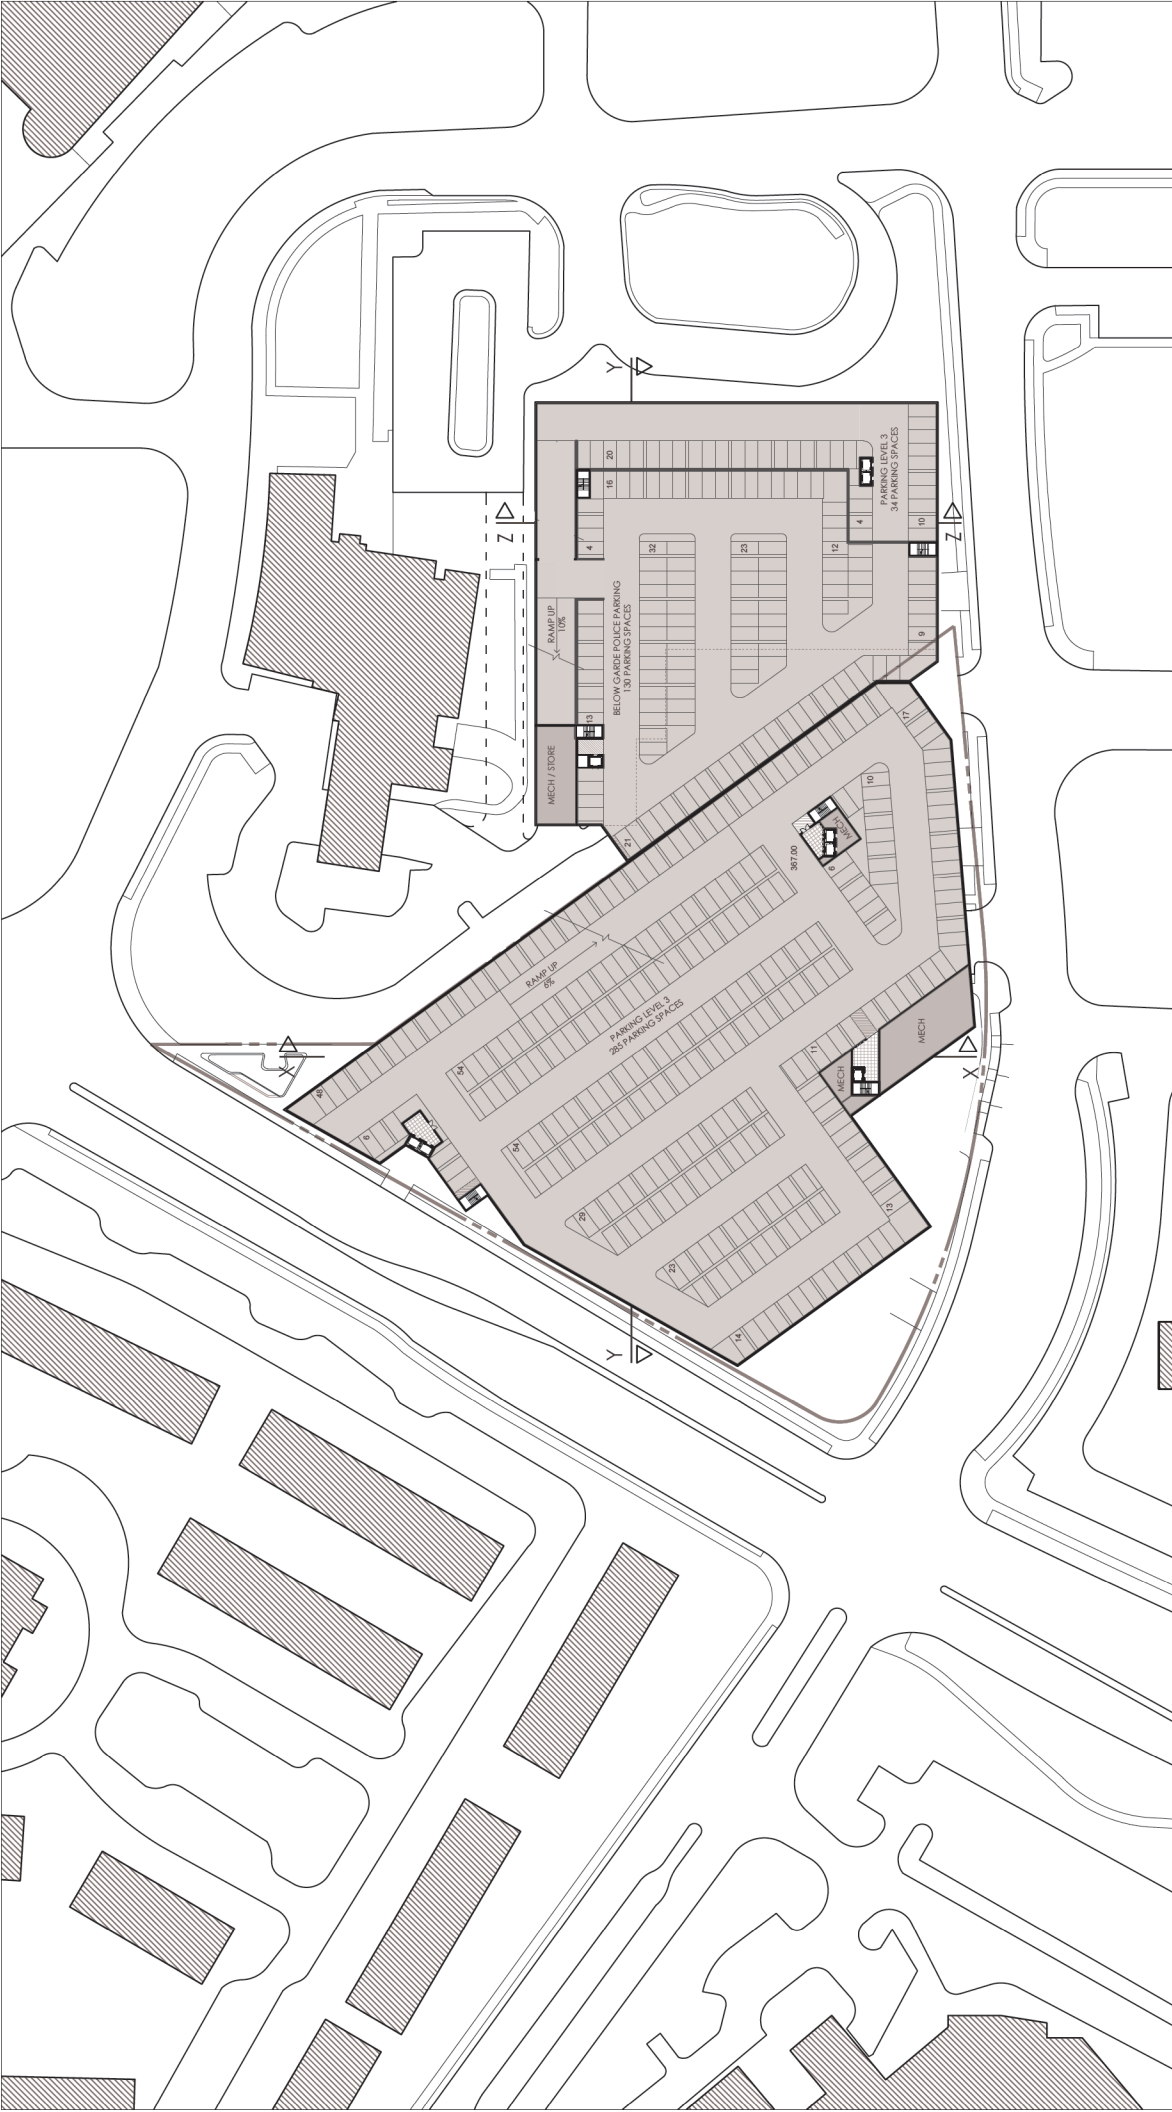 Y
Z
Z
20
16
4
PARKING LEVEL 3
34 PARKING SPACES
4
10
32
23
12
9
RAMP UP
10%
BELOW GARDE POLICE PARKING
130 PARKING SPACES
13
MECH / STORE
21
17
10
MECH
367.00
6
RAMP UP
6%
PARKING LEVEL 3
285 PARKING SPACES
11
MECH
MECH
X
X
48
6
54
54
29
23
13
14
Y